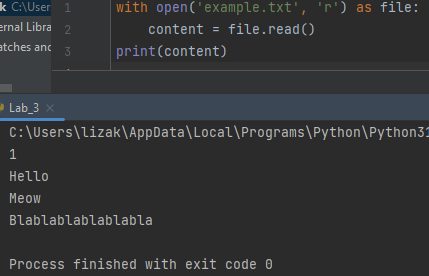 k C:\User
ernal Libra
atches and
1 with open('example.txt', 'r') as file:
2 content = file.read()
3 print(content)
Lab_3 ×
C:\Users\lizak\AppData\Local\Programs\Python\Python31
1
Hello
Meow
Blablablablablabla
Process finished with exit code 0